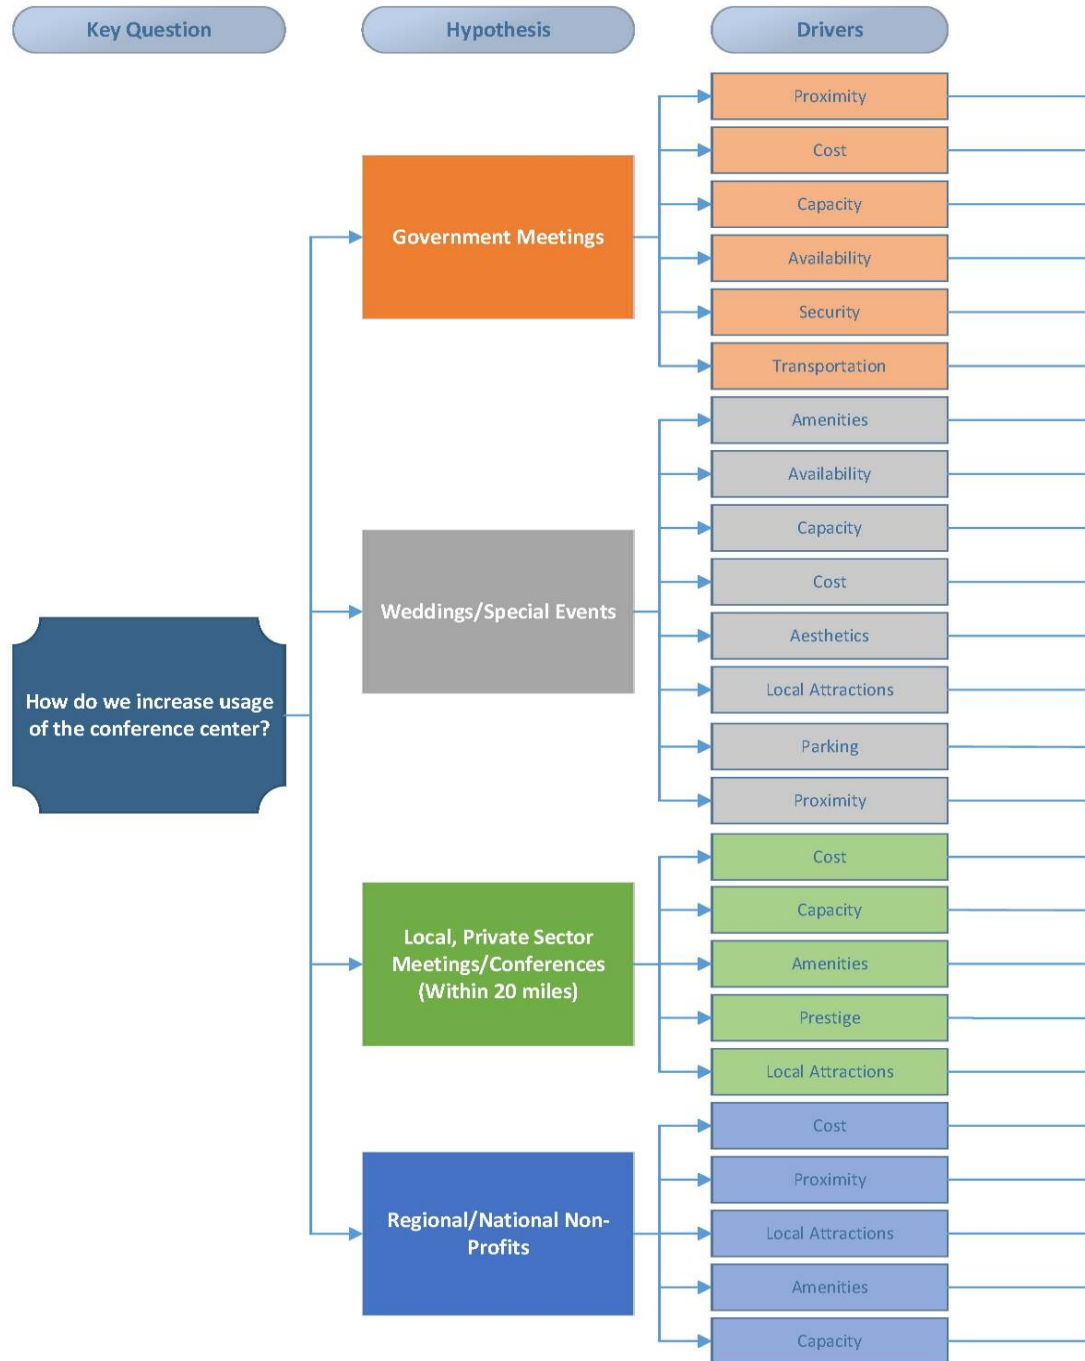 Key Question
Hypothesis
Drivers
How do we increase usage
of the conference center?
Government Meetings
Proximity
Cost
Capacity
Availability
Security
Transportation
Weddings/Special Events
Amenities
Availability
Capacity
Cost
Aesthetics
Local Attractions
Parking
Proximity
Local, Private Sector
Meetings/Conferences
(Within 20 miles)
Cost
Capacity
Amenities
Prestige
Local Attractions
Regional/National Non-
Profits
Cost
Proximity
Local Attractions
Amenities
Capacity